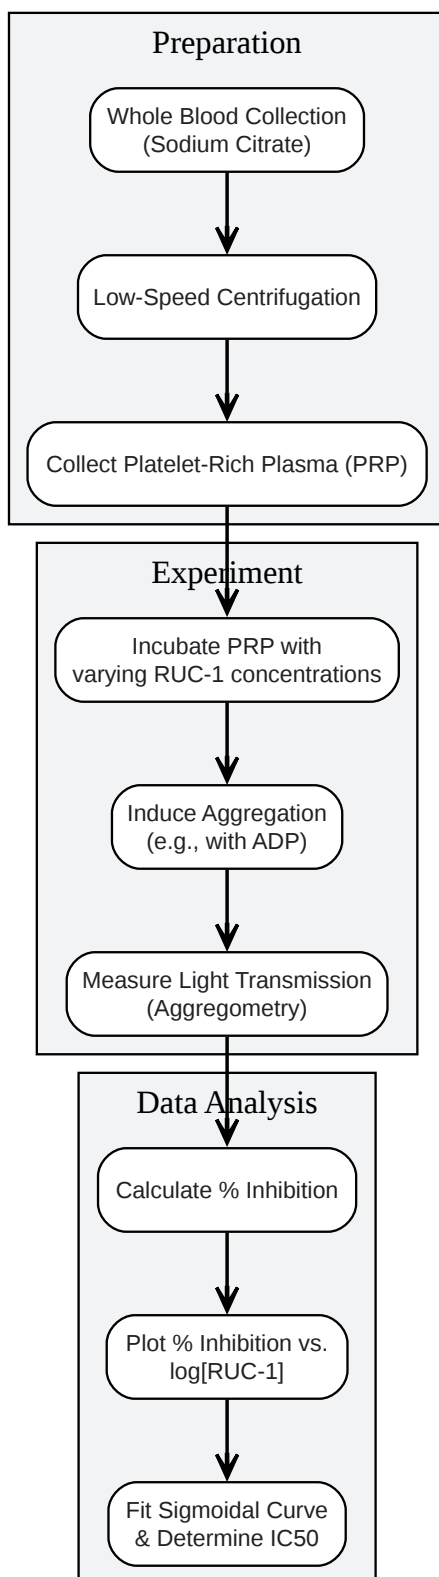 Preparation
Whole Blood Collection
(Sodium Citrate)
Low-Speed Centrifugation
Collect Platelet-Rich Plasma (PRP)
Experiment
Incubate PRP with
varying RUC-1 concentrations
Induce Aggregation
(e.g., with ADP)
Measure Light Transmission
(Aggregometry)
Data Analysis
Calculate % Inhibition
Plot % Inhibition vs.
log[RUC-1]
Fit Sigmoidal Curve
& Determine IC50